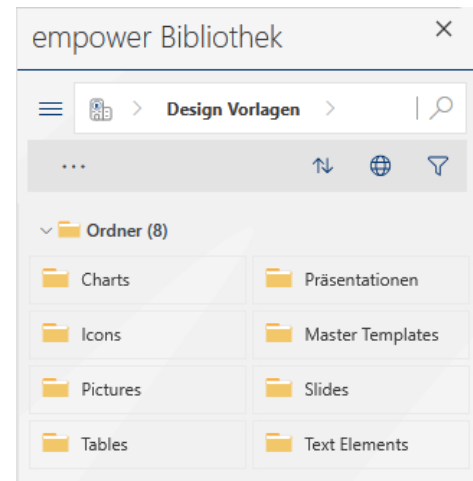 empower Bibliothek
Design Vorlagen
Ordner (8)
Charts
Präsentationen
Icons
Master Templates
Pictures
Slides
Tables
Text Elements